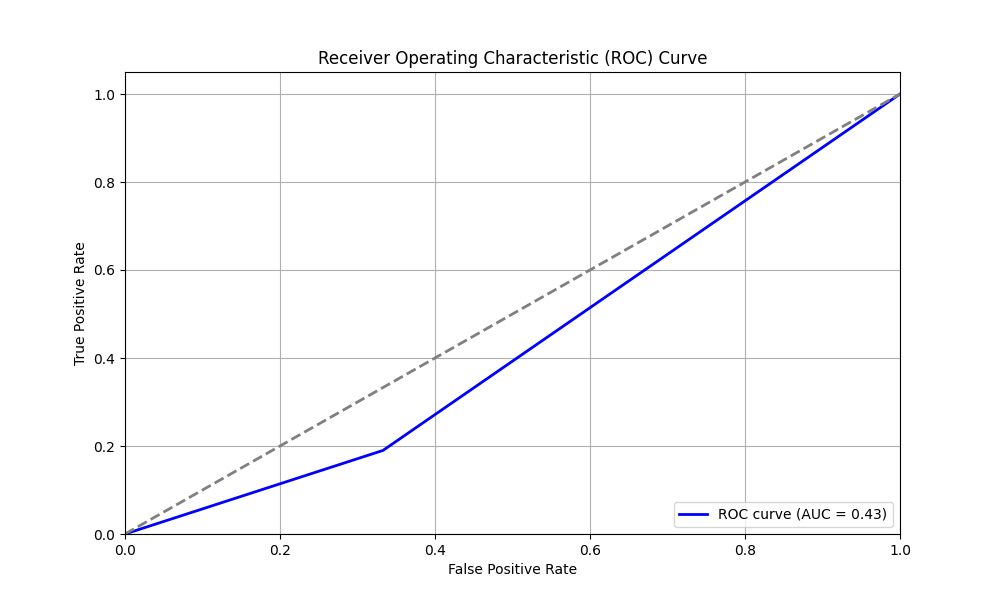 Receiver Operating Characteristic (ROC) Curve
1.0
0.8
0.6
0.4
0.2
0.0
True Positive Rate
0.0 0.2 0.4 0.6 0.8 1.0
False Positive Rate
ROC curve (AUC = 0.43)